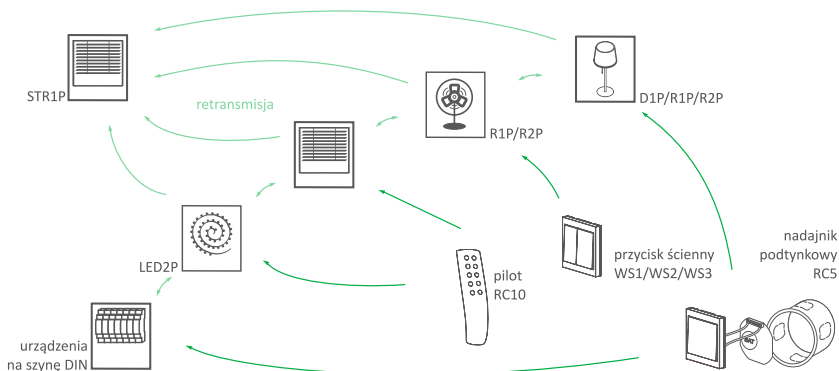 STR1P
retransmisja
R1P/R2P
D1P/R1P/R2P
LED2P
pilot
RC10
przycisk ścienny
WS1/WS2/WS3
nadajnik
podtynkowy
RC5
urządzenia
na szynę DIN
BAT